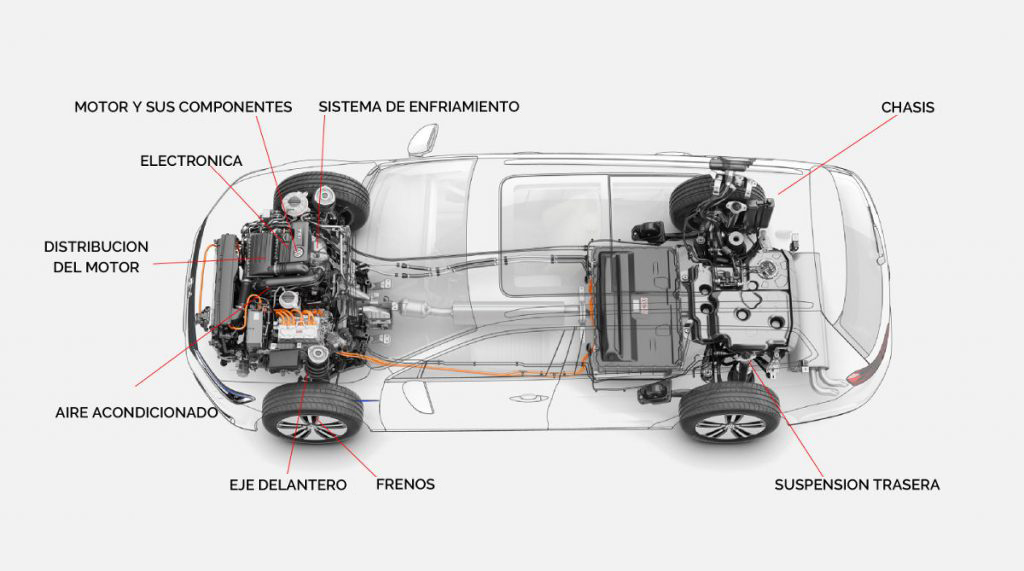 MOTOR Y SUS COMPONENTES
SISTEMA DE ENFRIAMIENTO
CHASIS
ELECTRONICA
DISTRIBUCION
DEL MOTOR
AIRE ACONDICIONADO
EJE DELANTERO
FRENOS
SUSPENSION TRASERA